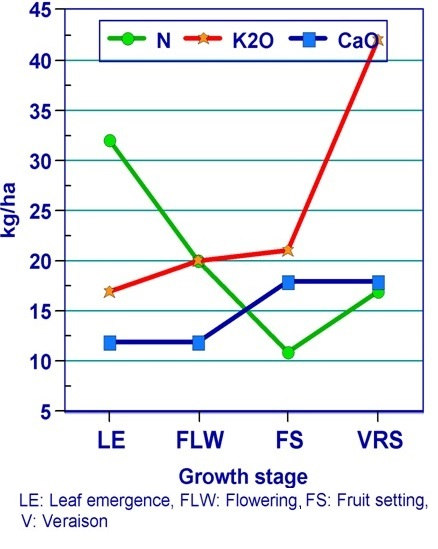 45
N K2O CaO
40
35
30
25
20
15
10
5
kg/ha
LE FLW FS VRS
Growth stage
LE: Leaf emergence, FLW: Flowering, FS: Fruit setting,
V: Veraison